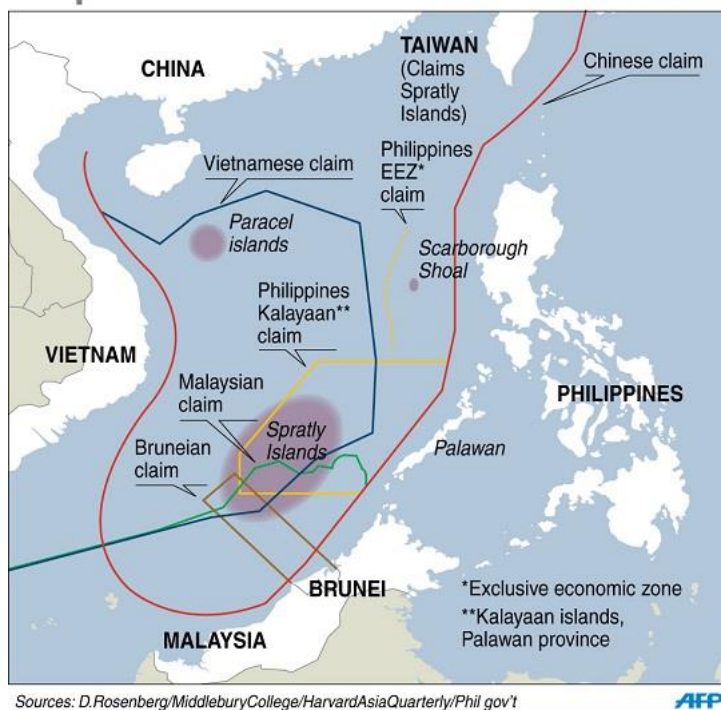 TAIWAN
(Claims
Spratly
Islands)
Chinese claim
CHINA
Philippines
EEZ*
claim
Vietnamese claim
Paracel
islands
Scarborough
Shoal
Philippines
Kalayaan**
claim
VIETNAM
Malaysian
claim
PHILIPPINES
Spratly
Islands
Bruneian
claim
Palawan
BRUNEI
*Exclusive economic zone
**Kalayaan islands,
Palawan province
MALAYSIA
Sources: D.Rosenberg/MiddleburyCollege/HarvardAsiaQuarterly/Phil gov't
AFP